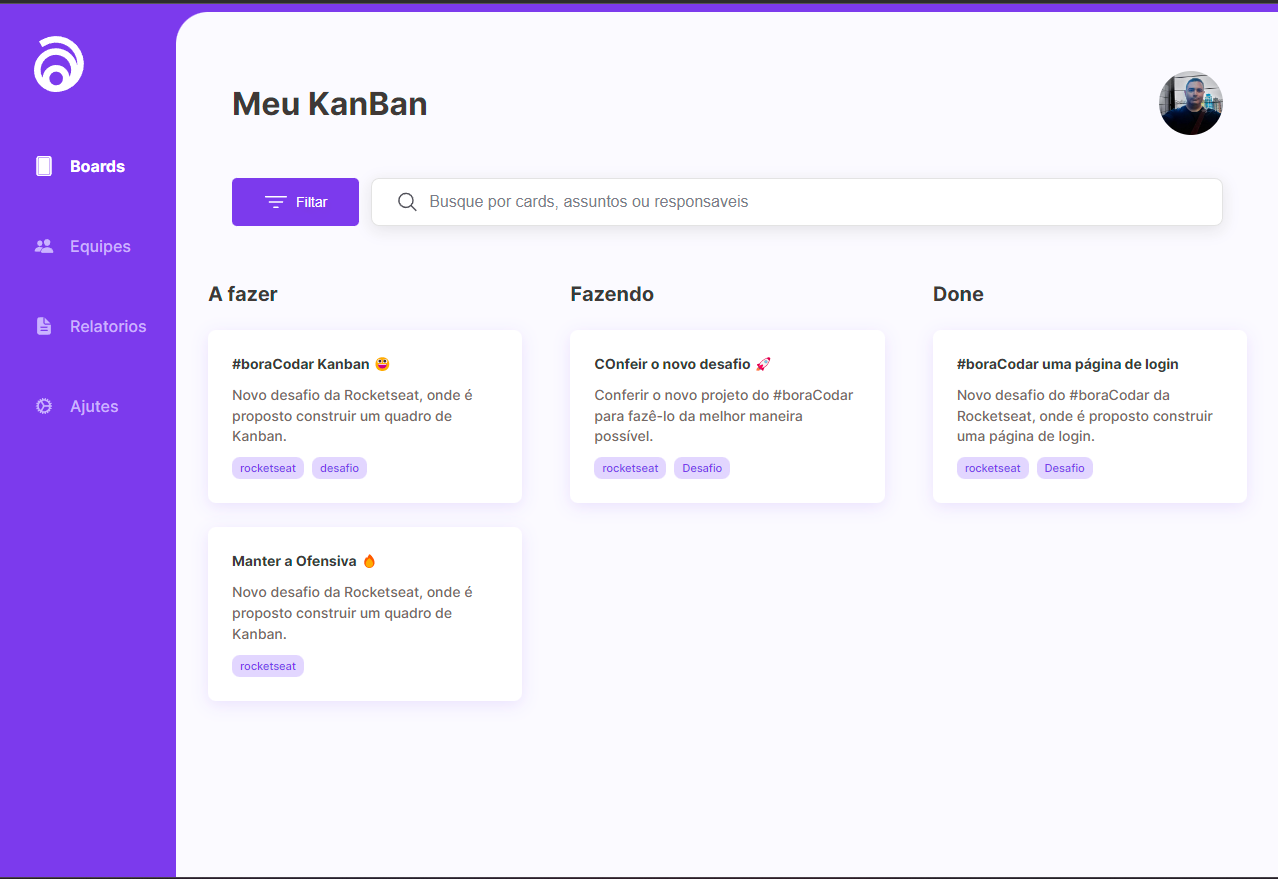 Meu KanBan
Boards
Equipes
Relatorios
Ajutes
Filtar
Busque por cards, assuntos ou responsaveis
A fazer
#boraCodar Kanban 😀
Novo desafio da Rocketseat, onde é
proposto construir um quadro de
Kanban.
rocketseat desafio
Manter a Ofensiva 🔥
Novo desafio da Rocketseat, onde é
proposto construir um quadro de
Kanban.
rocketseat
Fazendo
COnfeir o novo desafio 🚀
Conferir o novo projeto do #boraCodar
para fazê-lo da melhor maneira
possível.
rocketseat Desafio
Done
#boraCodar uma página de login
Novo desafio do #boraCodar da
Rocketseat, onde é proposto construir
uma página de login.
rocketseat Desafio